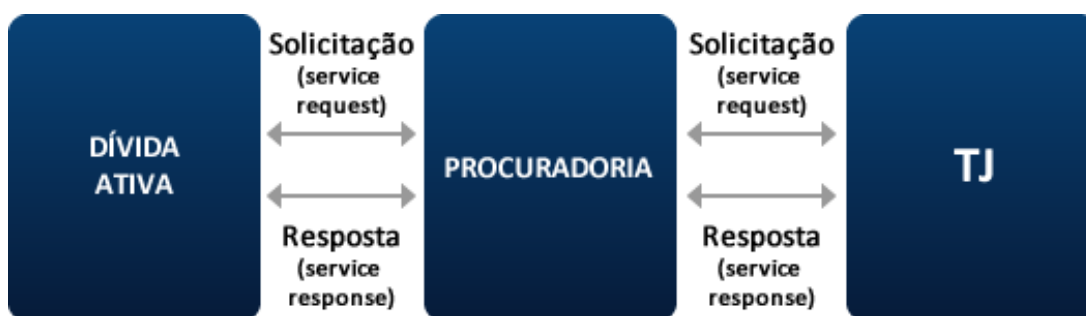 DÍVIDA
ATIVA
Solicitação
(service
request)
Resposta
(service
response)
PROCURADORIA
Solicitação
(service
request)
Resposta
(service
response)
TJ